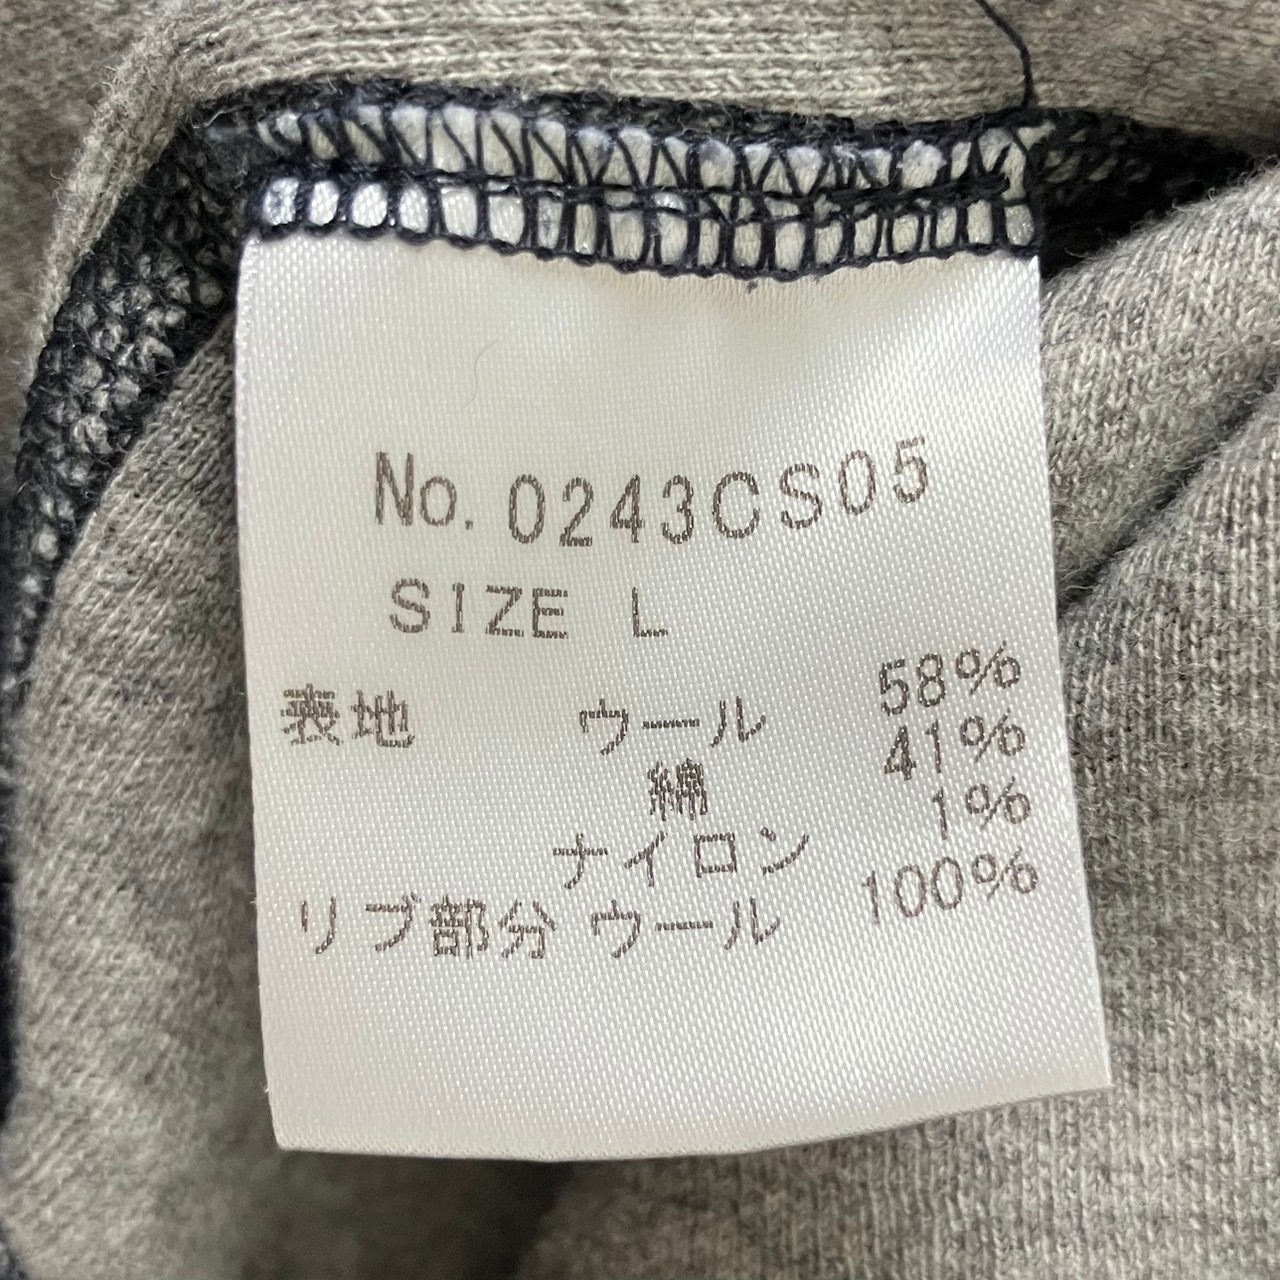 No. 0243CS05
SIZE L
表地 ウール 58%
綿 41%
ナイロン 1%
リブ部分 ウール 100%